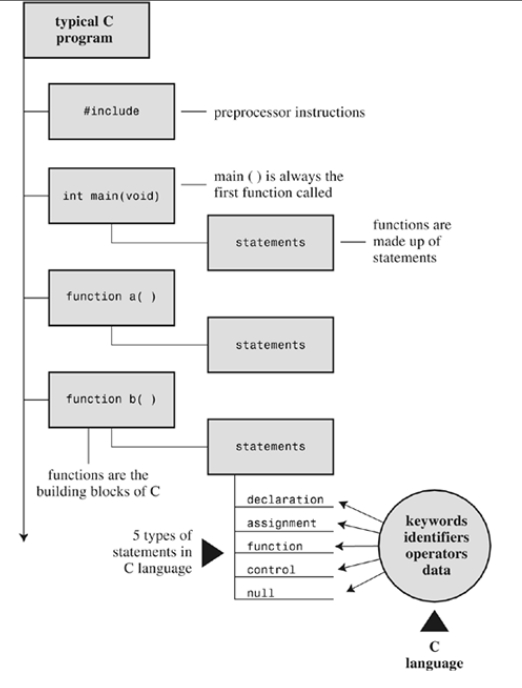 typical C
program
#include
preprocessor instructions
int main(void)
main ( ) is always the
first function called
statements
functions are
made up of
statements
function a( )
statements
function b( )
statements
functions are the
building blocks of C
5 types of
statements in
C language
declaration
assignment
function
control
null
keywords
identifiers
operators
data
C
language